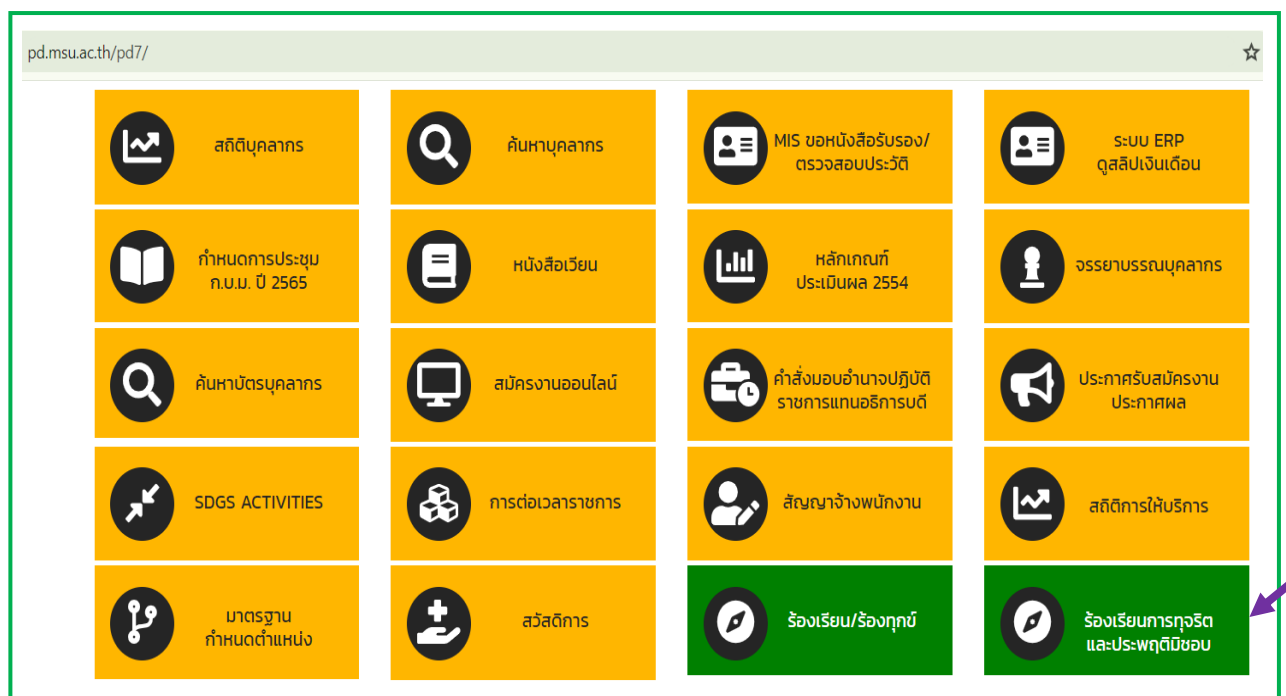 pd.msu.ac.th/pd7/
สถิติบุคลากร
ค้นหาบุคลากร
MIS ขอหนังสือรับรอง/
ตรวจสอบประวัติ
ระบบ ERP
ดูสลิปเงินเดือน
กำหนดการประชุม
ก.บ.ม. ปี 2565
หนังสือเวียน
หลักเกณฑ์
ประเมินผล 2554
จรรยาบรรณบุคลากร
ค้นหาบัตรบุคลากร
สมัครงานออนไลน์
คำสั่งมอบอำนาจปฏิบัติ
ราชการแทนอธิการบดี
ประกาศรับสมัครงาน
ประกาศผล
SDGS ACTIVITIES
การต่อเวลาราชการ
สัญญาจ้างพนักงาน
สถิติการให้บริการ
มาตรฐาน
กำหนดตำแหน่ง
สวัสดิการ
ร้องเรียน/ร้องทุกข์
ร้องเรียนการทุจริต
และประพฤติมิชอบ